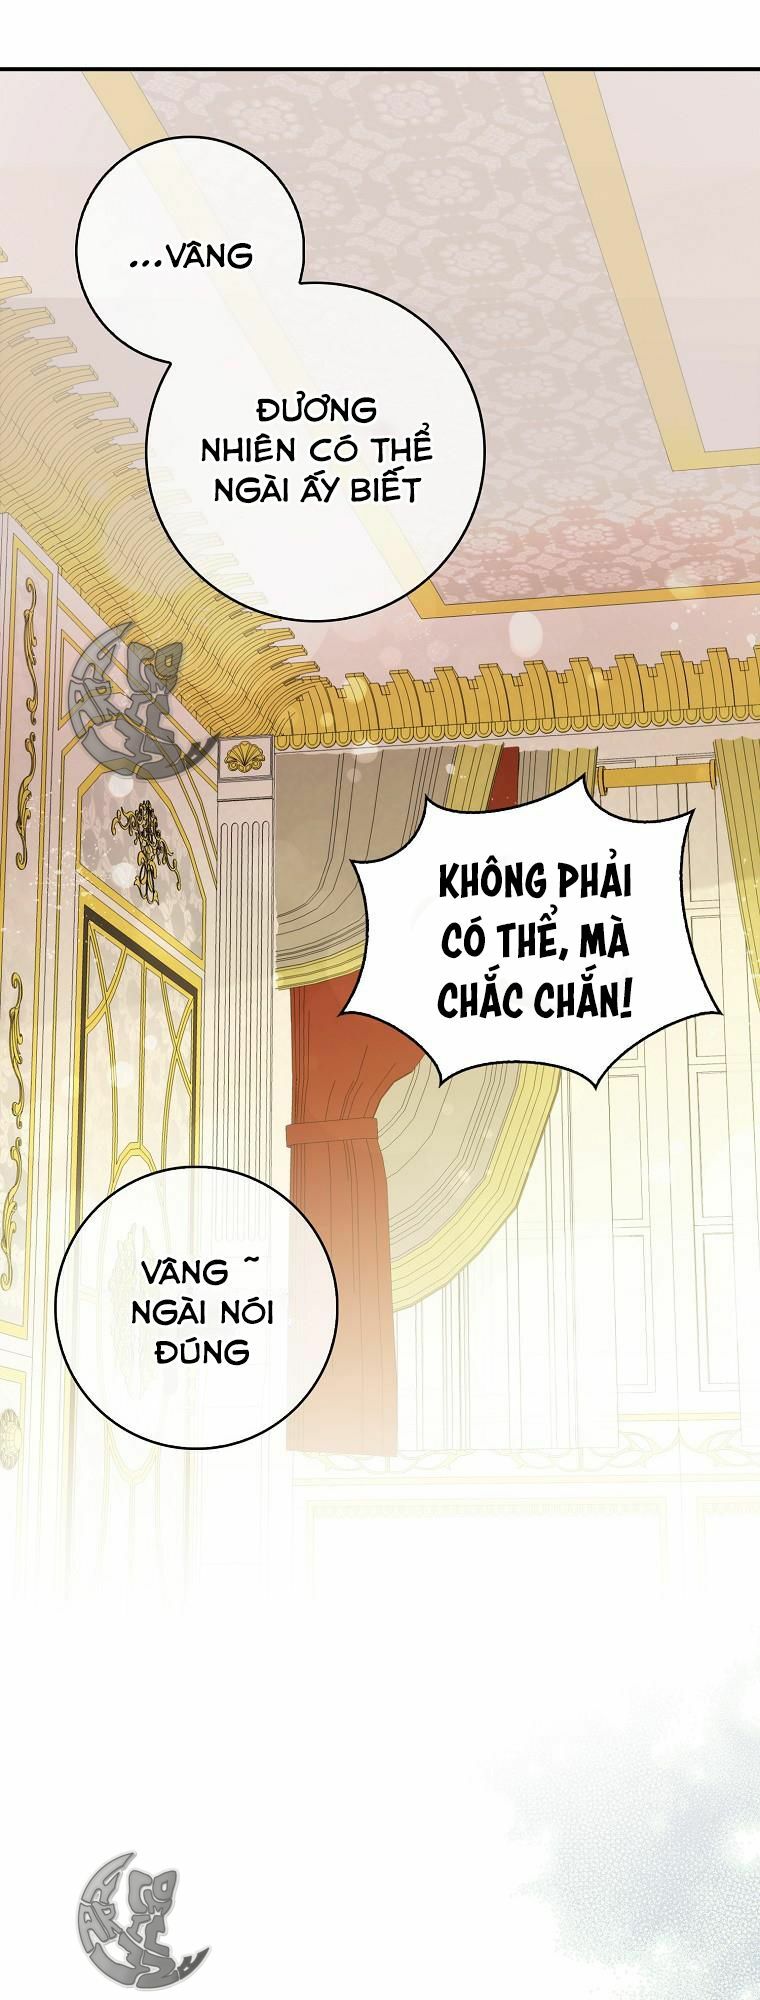 ...VÂNG
ĐƯƠNG
NHIÊN CÓ THỂ
NGÀI ẤY BIẾT
KHÔNG PHẢI
CÓ THỂ, MÀ
CHẮC CHẮN!
VÂNG ~
NGÀI NÓI
ĐÚNG